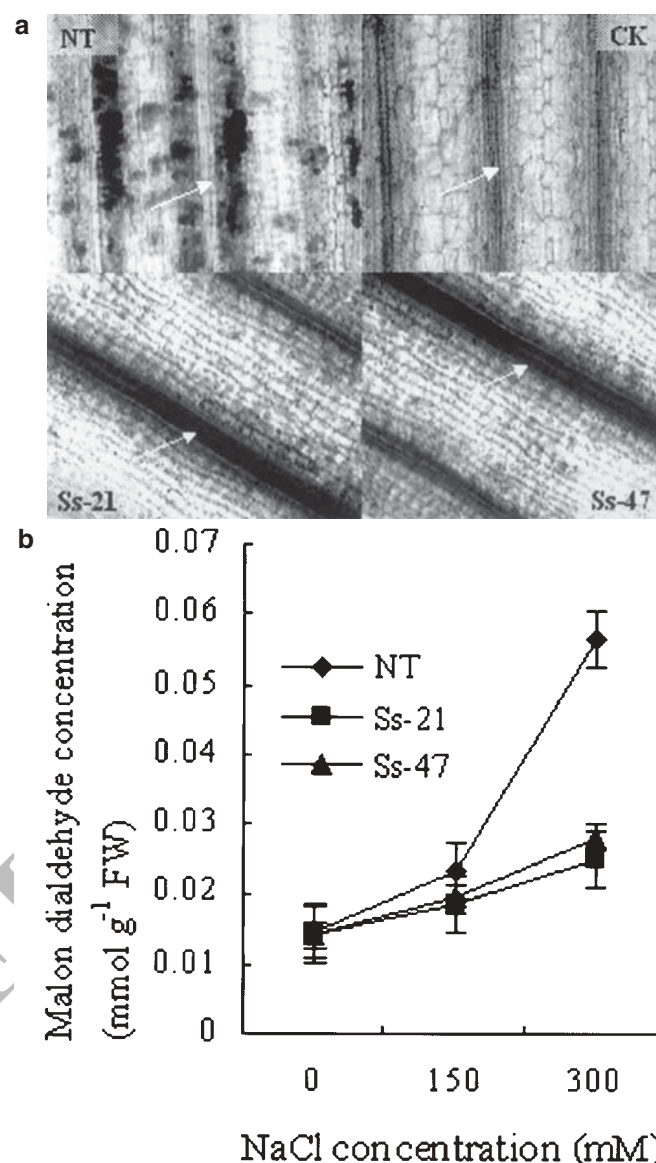 a
NT
CK
Ss-21
Ss-47
b
Malon dialdehyde concentration
(mmol g⁻¹ FW)
0.07
0.06
0.05
0.04
0.03
0.02
0.01
0
NT
Ss-21
Ss-47
0
150
300
NaCl concentration (mM)